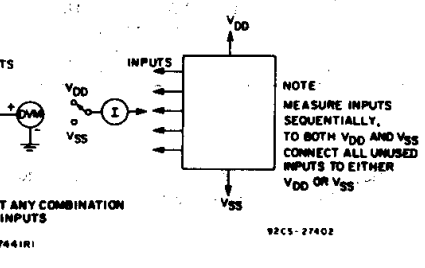 VDD
TS
INPUTS
VDD
I
+
DVM
-
VSS
NOTE
MEASURE INPUTS
SEQUENTIALLY,
TO BOTH VDD AND VSS
CONNECT ALL UNUSED
INPUTS TO EITHER
VDD OR VSS
VSS
T ANY COMBINATION
INPUTS
92CS-27402
7441R1